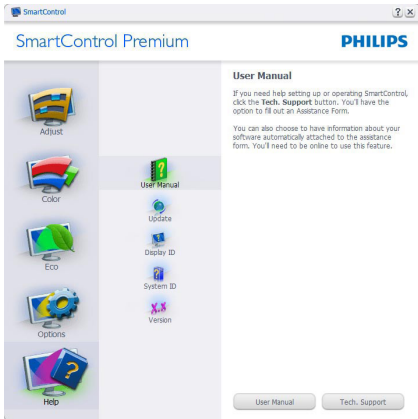 SmartControl
SmartControl Premium
PHILIPS
Adjust
Color
Eco
Options
Help
User Manual
Update
Display ID
System ID
X.X
Version
User Manual
If you need help setting up or operating SmartControl,
click the Tech. Support button. You'll have the
option to fill out an Assistance Form.
You can also choose to have information about your
software automatically attached to the assistance
form. You'll need to be online to use this feature.
User Manual
Tech. Support